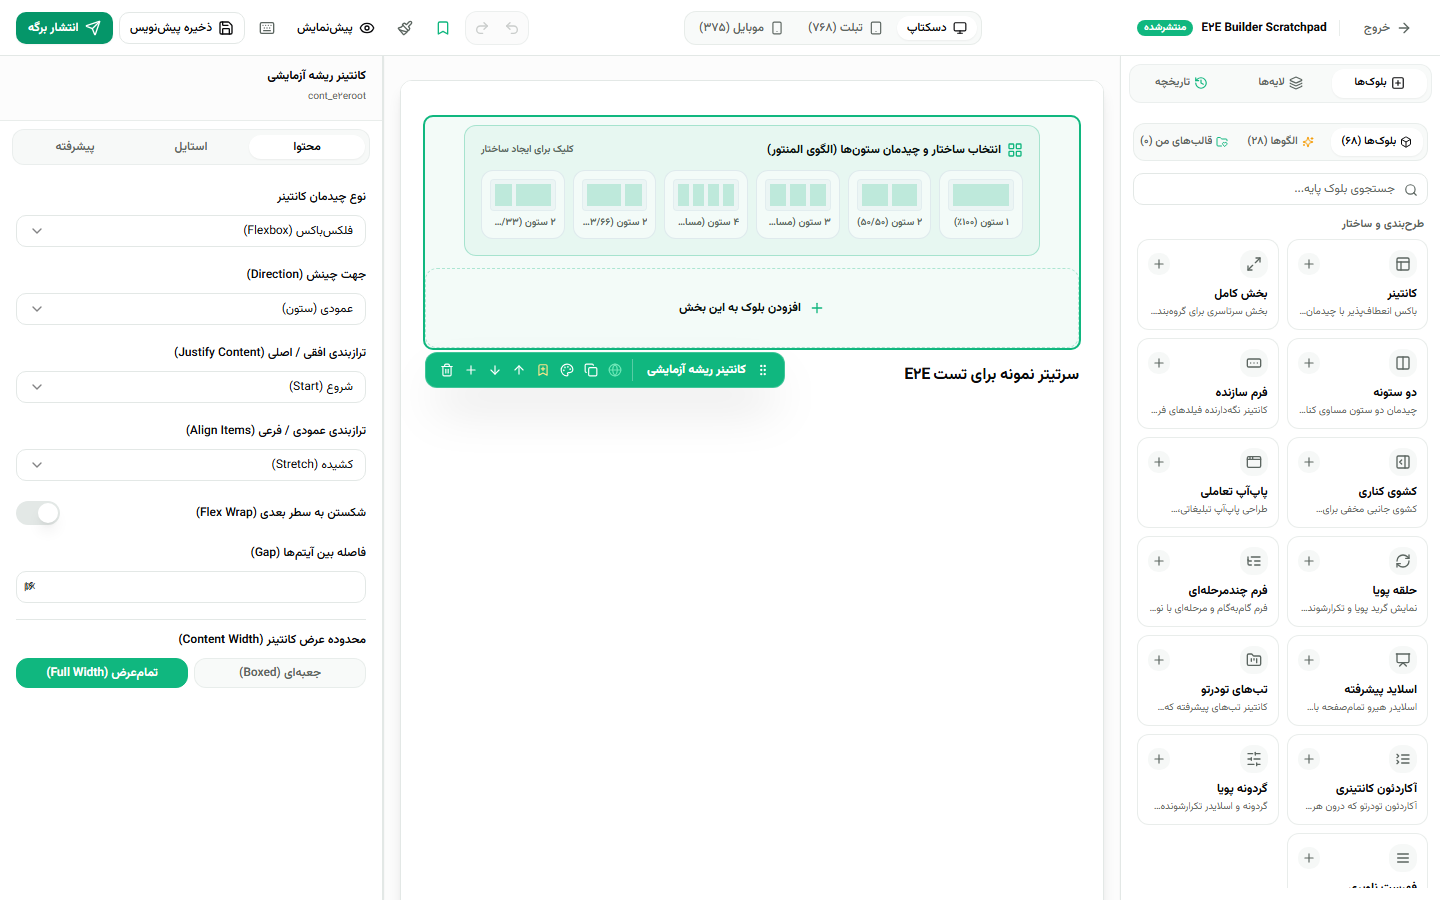 خروج
E۲E Builder Scratchpad
منتشرشده
دسکتاپ
تبلت (۷۶۸)
موبایل (۳۷۵)
پیش‌نمایش
ذخیره پیش‌نویس
انتشار برگه
بلوک‌ها
لایه‌ها
تاریخچه
بلوک‌ها (۶۸)
الگوها (۲۸)
قالب‌های من (۰)
جستجوی بلوک پایه...
طرح‌بندی و ساختار
کانتینر
باکس انعطاف‌پذیر با چیدمان...
بخش کامل
بخش سرتاسری برای گروه‌بند...
دو ستونه
چیدمان دو ستون مساوی کنا...
فرم سازنده
کانتینر نگه‌دارنده فیلدهای فر...
کشوی کناری
کشوی جانبی مخفی برای...
پاپ‌آپ تعاملی
طراحی پاپ‌آپ تبلیغاتی،...
حلقه پویا
نمایش گرید پویا و تکرارشوند...
فرم چندمرحله‌ای
فرم گام‌به‌گام و مرحله‌ای با نو...
اسلاید پیشرفته
اسلایدر هیرو تمام‌صفحه با...
تب‌های تودرتو
کانتینر تب‌های پیشرفته که...
آکاردئون کانتینری
آکاردئون تودرتو که درون هر...
گردونه پویا
گردونه و اسلایدر تکرارشونده...
انتخاب ساختار و چیدمان ستون‌ها (الگوی المنتور)
کلیک برای ایجاد ساختار
۱ ستون (۱۰۰٪)
۲ ستون (۵۰/۵۰)
۳ ستون (مسا...
۴ ستون (مسا...
۲ ستون (۳/۶۶...
۲ ستون (۳۳/...
افزودن بلوک به این بخش
کانتینر ریشه آزمایشی
سرتیتر نمونه برای تست E۲E
کانتینر ریشه آزمایشی
cont_e۲eroot
محتوا
استایل
پیشرفته
نوع چیدمان کانتینر
فلکس‌باکس (Flexbox)
جهت چینش (Direction)
عمودی (ستون)
ترازبندی افقی / اصلی (Justify Content)
شروع (Start)
ترازبندی عمودی / فرعی (Align Items)
کشیده (Stretch)
شکستن به سطر بعدی (Flex Wrap)
فاصله بین آیتم‌ها (Gap)
محدوده عرض کانتینر (Content Width)
جعبه‌ای (Boxed)
تمام‌عرض (Full Width)